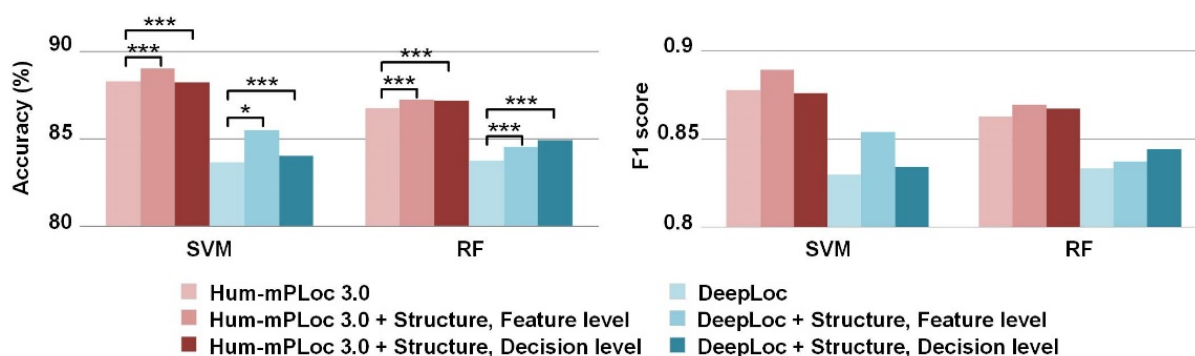 Accuracy (%)
90
85
80
***
***
***
*
***
***
***
***
SVM
RF
F1 score
0.9
0.85
0.8
SVM
RF
Hum-mPLoc 3.0
Hum-mPLoc 3.0 + Structure, Feature level
Hum-mPLoc 3.0 + Structure, Decision level
DeepLoc
DeepLoc + Structure, Feature level
DeepLoc + Structure, Decision level